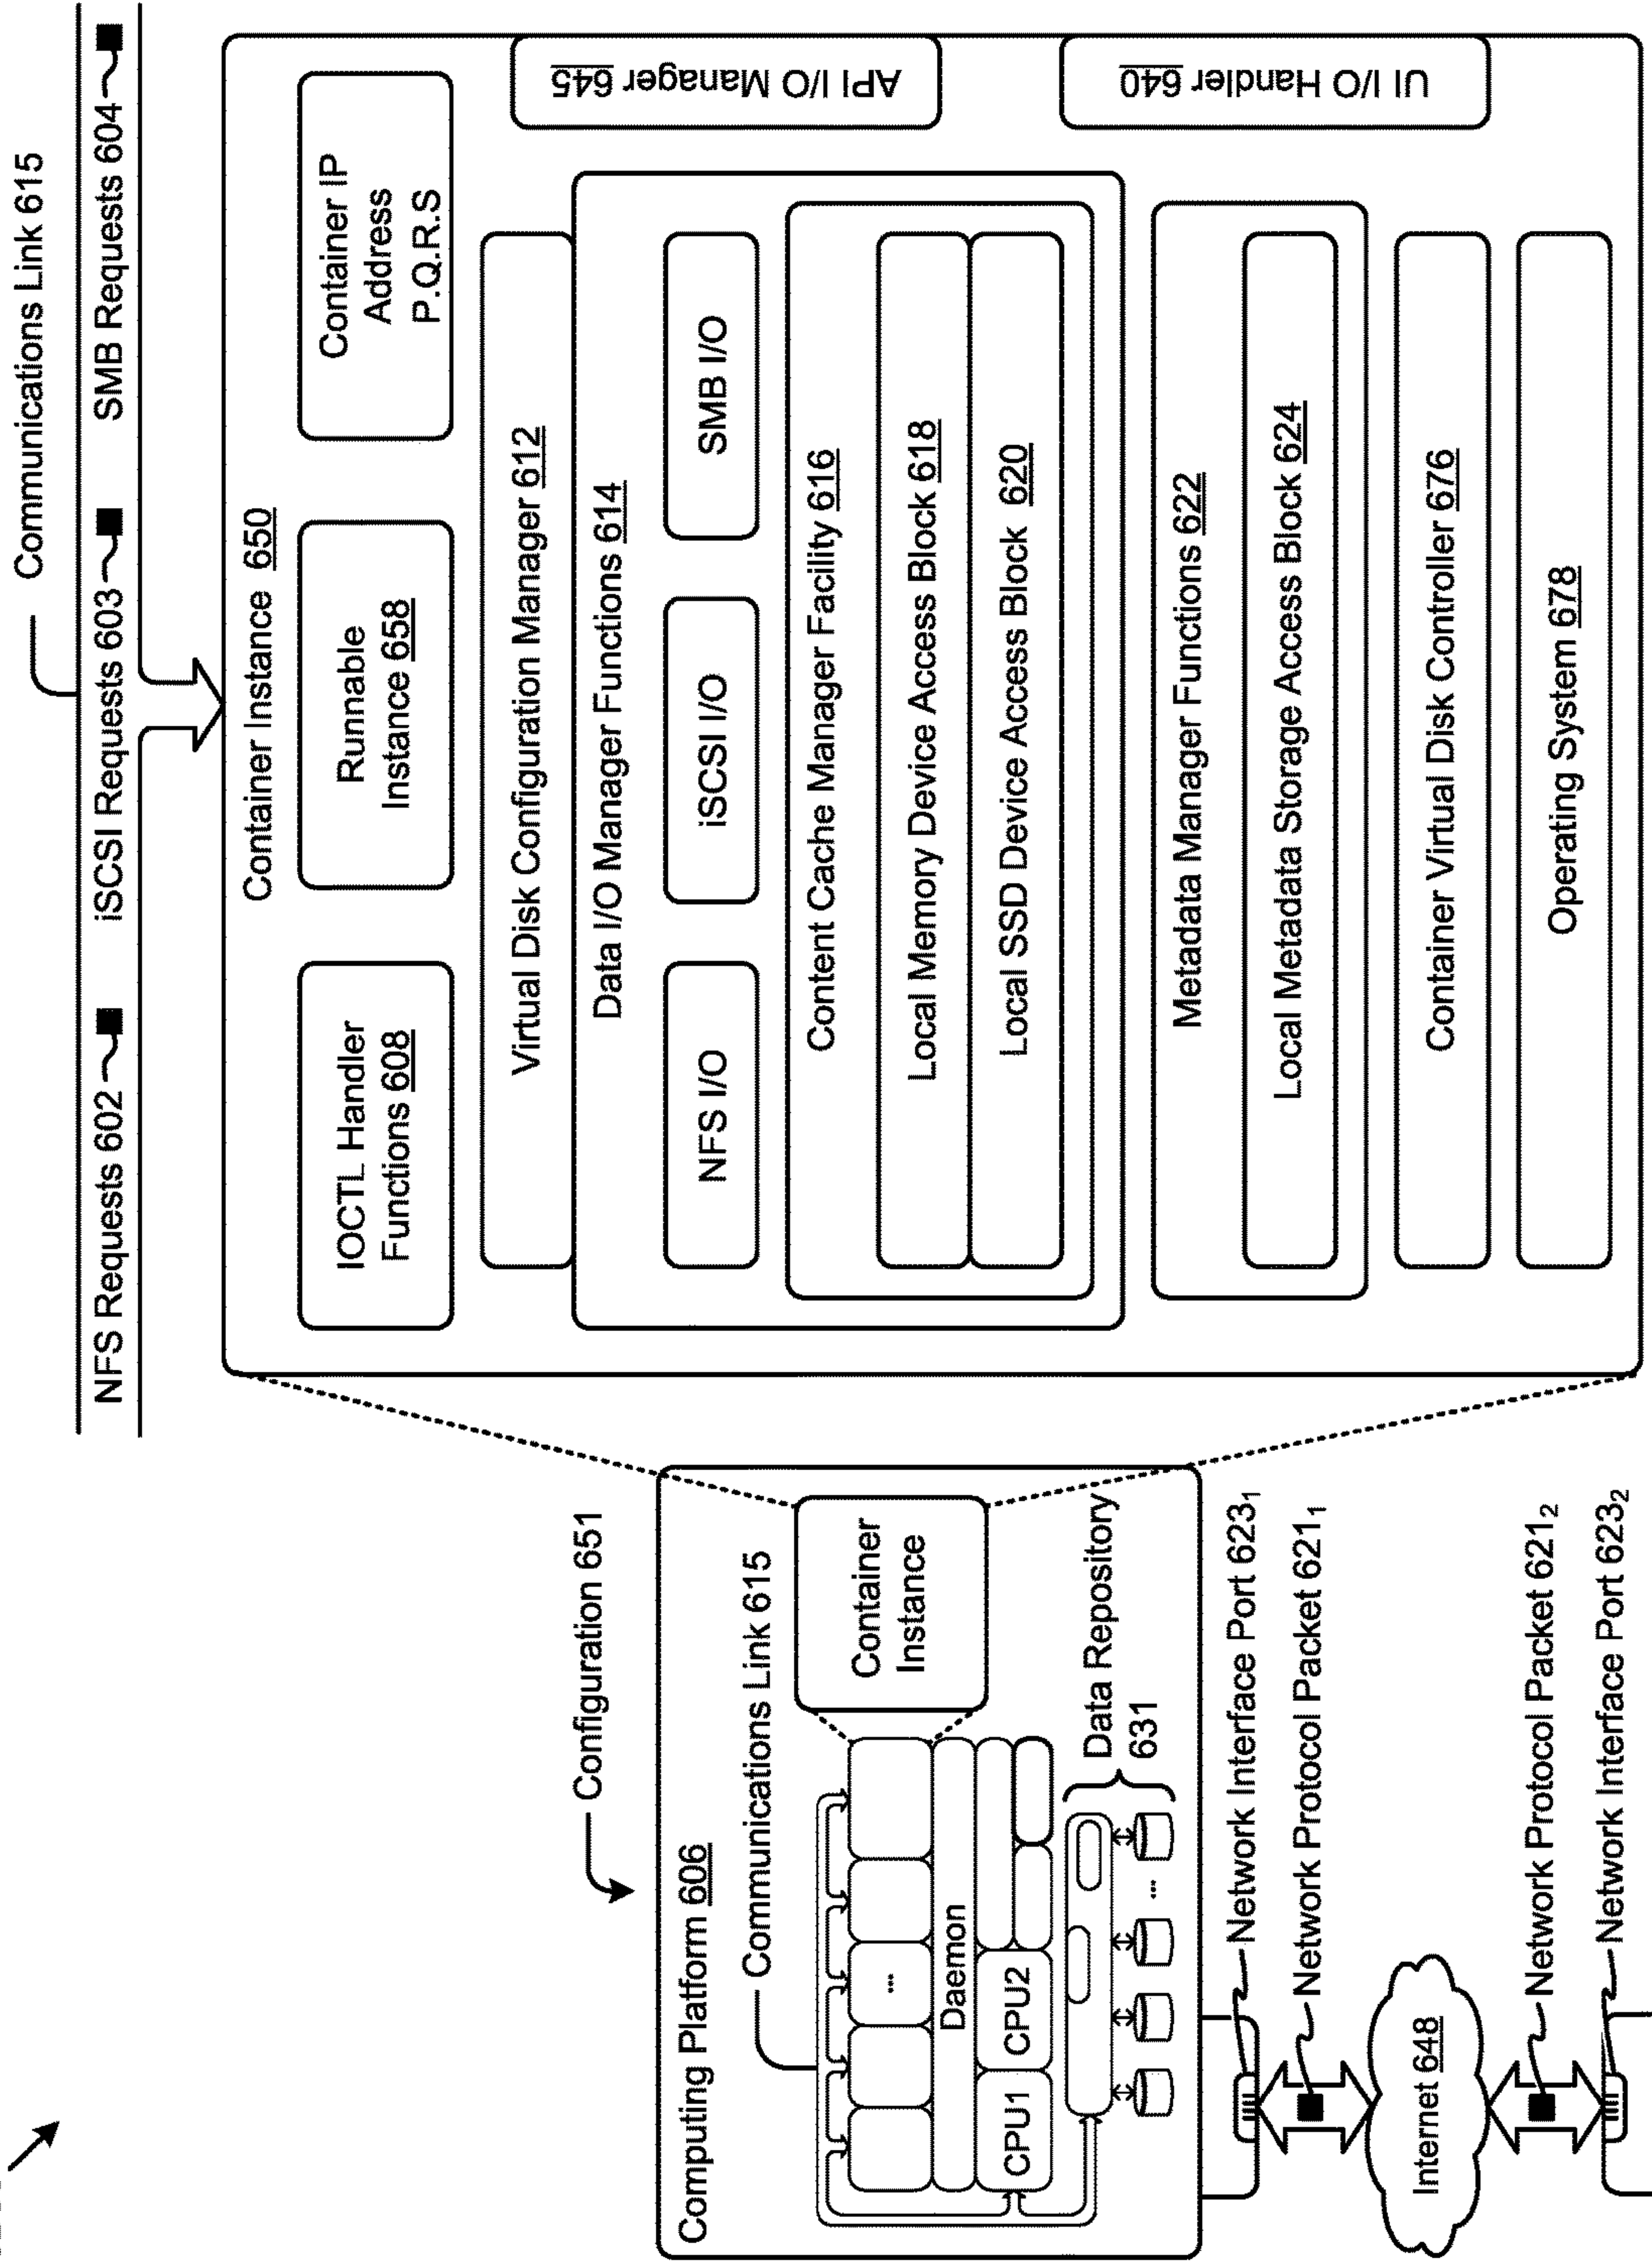 Communications Link 615
NFS Requests 602
iSCSI Requests 603
SMB Requests 604
Container Instance 650
IOCTL Handler
Functions 608
Runnable
Instance 658
Container IP
Address
P.Q.R.S
Virtual Disk Configuration Manager 612
Data I/O Manager Functions 614
NFS I/O
iSCSI I/O
SMB I/O
Content Cache Manager Facility 616
Local Memory Device Access Block 618
Local SSD Device Access Block 620
Metadata Manager Functions 622
Local Metadata Storage Access Block 624
Container Virtual Disk Controller 676
Operating System 678
API I/O Manager 645
UI I/O Handler 640
Configuration 651
Computing Platform 606
Communications Link 615
Container
Instance
...
Daemon
CPU1
CPU2
Data Repository
631
...
Network Interface Port 623₁
Network Protocol Packet 621₁
Internet 648
Network Protocol Packet 621₂
Network Interface Port 623₂